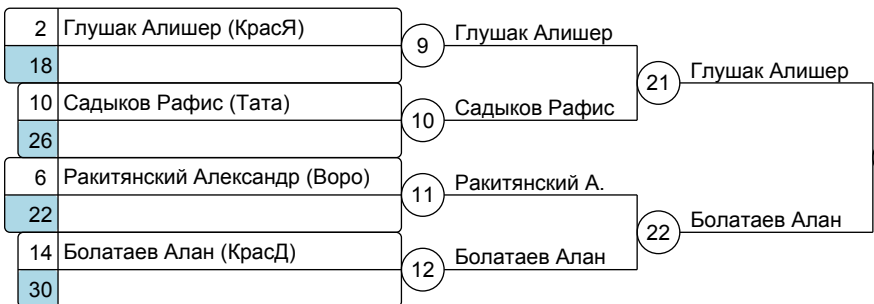 2 Глушак Алишер (КрасЯ)
18
10 Садыков Рафис (Тата)
26
6 Ракитянский Александр (Воро)
22
14 Болатаев Алан (КрасД)
30
9 Глушак Алишер
10 Садыков Рафис
11 Ракитянский А.
12 Болатаев Алан
21 Глушак Алишер
22 Болатаев Алан